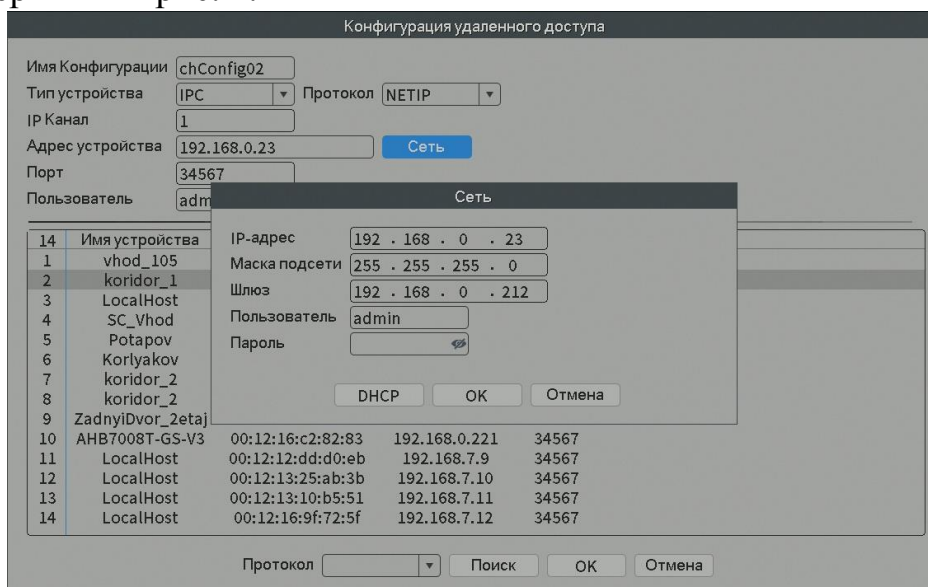 Конфигурация удаленного доступа
Имя Конфигурации chConfig02
Тип устройства IPC Протокол NETIP
IP Канал 1
Адрес устройства 192.168.0.23 Сеть
Порт 34567
Пользователь adm
Сеть
IP-адрес 192 . 168 . 0 . 23
Маска подсети 255 . 255 . 255 . 0
Шлюз 192 . 168 . 0 . 212
Пользователь admin
Пароль
DHCP OK Отмена
14 Имя устройства
1 vhod_105
2 koridor_1
3 LocalHost
4 SC_Vhod
5 Potapov
6 Korlyakov
7 koridor_2
8 koridor_2
9 ZadnyiDvor_2etaj
10 AHB7008T-GS-V3 00:12:16:c2:82:83 192.168.0.221 34567
11 LocalHost 00:12:12:dd:d0:eb 192.168.7.9 34567
12 LocalHost 00:12:13:25:ab:3b 192.168.7.10 34567
13 LocalHost 00:12:13:10:b5:51 192.168.7.11 34567
14 LocalHost 00:12:16:9f:72:5f 192.168.7.12 34567
Протокол Поиск OK Отмена